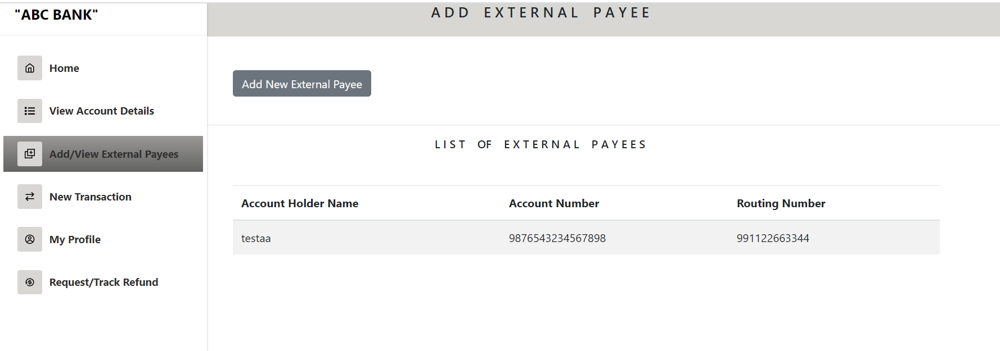 "ABC BANK"
ADD EXTERNAL PAYEE
Home
View Account Details
Add/View External Payees
New Transaction
My Profile
Request/Track Refund
Add New External Payee
LIST OF EXTERNAL PAYEES
Account Holder Name Account Number Routing Number
testaa 9876543234567898 991122663344